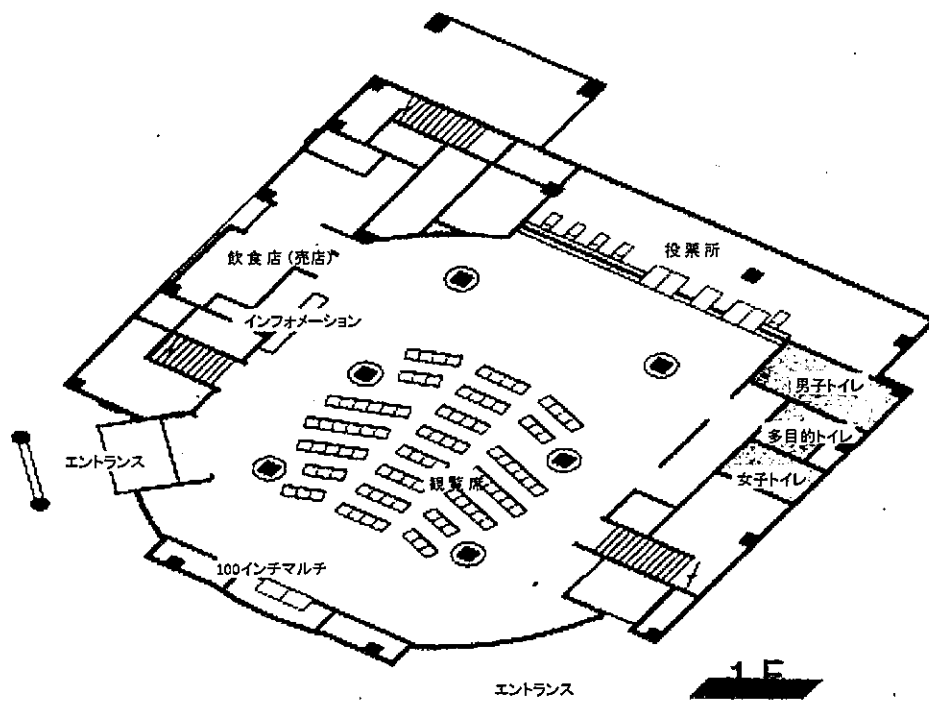 役票所
飲食店(売店)
インフォメーション
男子トイレ
多目的トイレ
エントランス
観覧席
女子トイレ
100インチマルチ
1F
エントランス